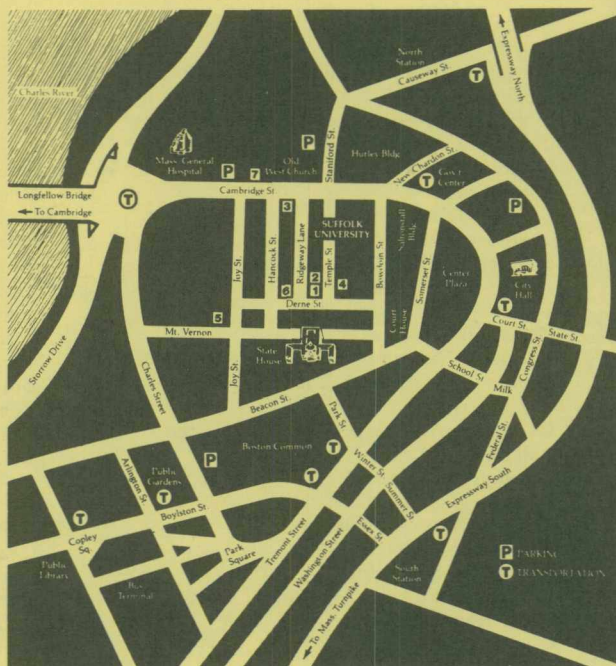 North
Station
Causeway St.
Expressway North
Charles River
Mass. General
Hospital
P
7
Old
West Church
P
Staniford St.
Hurley Bldg.
New Chardon St.
T
Gov't
Center
P
Longfellow Bridge
To Cambridge
T
Cambridge St.
3
SUFFOLK
UNIVERSITY
Joy St.
Hancock St.
Ridgeway Lane
Temple St.
Bowdoin St.
Saltonstall
Bldg.
Somerset St.
Center
Plaza
City
Hall
2
6
1
4
Derne St.
5
Mt. Vernon
State
House
Court
House
T
Court St.
State St.
Congress St.
Storrow Drive
Charles Street
Joy St.
Beacon St.
School St.
Milk
Park St.
Federal St.
Boston Common
T
Winter St.
Summer St.
Expressway South
Arlington St.
Public
Gardens
T
P
Boylston St.
T
T
Copley
Sq.
Public
Library
Bus
Terminal
Park
Square
Tremont Street
Washington Street
Essex St.
T
South
Station
To Mass. Turnpike
P PARKING
T TRANSPORTATION